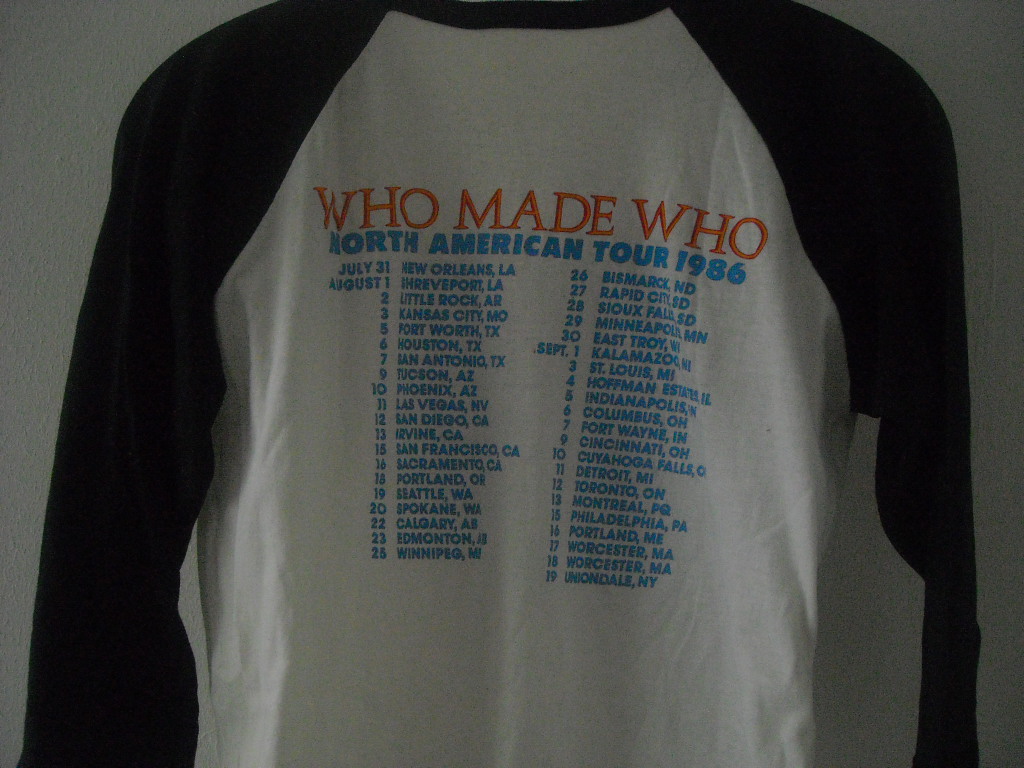 WHO MADE WHO
NORTH AMERICAN TOUR 1986
JULY 31 NEW ORLEANS, LA
AUGUST 1 SHREVEPORT, LA
2 LITTLE ROCK, AR
3 KANSAS CITY, MO
5 FORT WORTH, TX
6 HOUSTON, TX
7 SAN ANTONIO, TX
9 TUCSON, AZ
10 PHOENIX, AZ
11 LAS VEGAS, NV
12 SAN DIEGO, CA
13 IRVINE, CA
15 SAN FRANCISCO, CA
16 SACRAMENTO, CA
18 PORTLAND, OR
19 SEATTLE, WA
20 SPOKANE, WA
22 CALGARY, AB
23 EDMONTON, AB
25 WINNIPEG, MI
26 BISMARCK, ND
27 RAPID CITY, SD
28 SIOUX FALLS, SD
29 MINNEAPOLIS, MN
30 EAST TROY, WI
SEPT. 1 KALAMAZOO, MI
3 ST. LOUIS, MI
4 HOFFMAN ESTATES, IL
5 INDIANAPOLIS, IN
6 COLUMBUS, OH
7 FORT WAYNE, IN
9 CINCINNATI, OH
10 CUYAHOGA FALLS, O
11 DETROIT, MI
12 TORONTO, ON
13 MONTREAL, PQ
15 PHILADELPHIA, PA
16 PORTLAND, ME
17 WORCESTER, MA
18 WORCESTER, MA
19 UNIONDALE, NY